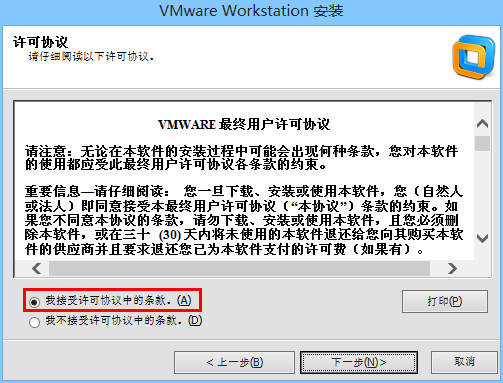 VMware Workstation 安装
许可协议
请仔细阅读以下许可协议。
VMWARE 最终用户许可协议
请注意：无论在本软件的安装过程中可能会出现何种条款，您对本软件
的使用都应受此最终用户许可协议各条款的约束。
重要信息—请仔细阅读： 您一旦下载、安装或使用本软件，您（自然人
或法人）即同意接受本最终用户许可协议（“本协议”）条款的约束。如
果您不同意本协议的条款，请勿下载、安装或使用本软件，且您必须删
除本软件，或在三十 (30) 天内将未使用的本软件退还给您向其购买本软件
的供应商并且要求退还您已为本软件支付的许可费（如果有）。
我接受许可协议中的条款。(A)
我不接受许可协议中的条款。(D)
打印(P)
< 上一步(B)
下一步(N)>
取消